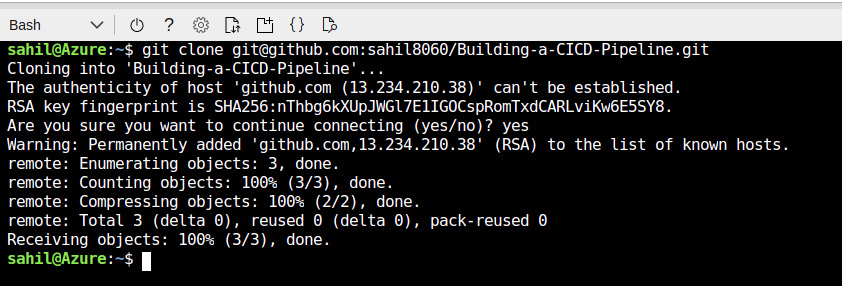 Bash
sahil@Azure:~$ git clone git@github.com:sahil8060/Building-a-CICD-Pipeline.git
Cloning into 'Building-a-CICD-Pipeline'...
The authenticity of host 'github.com (13.234.210.38)' can't be established.
RSA key fingerprint is SHA256:nThbg6kXUpJWGl7E1IGOCspRomTxdCARLviKw6E5SY8.
Are you sure you want to continue connecting (yes/no)? yes
Warning: Permanently added 'github.com,13.234.210.38' (RSA) to the list of known hosts.
remote: Enumerating objects: 3, done.
remote: Counting objects: 100% (3/3), done.
remote: Compressing objects: 100% (2/2), done.
remote: Total 3 (delta 0), reused 0 (delta 0), pack-reused 0
Receiving objects: 100% (3/3), done.
sahil@Azure:~$